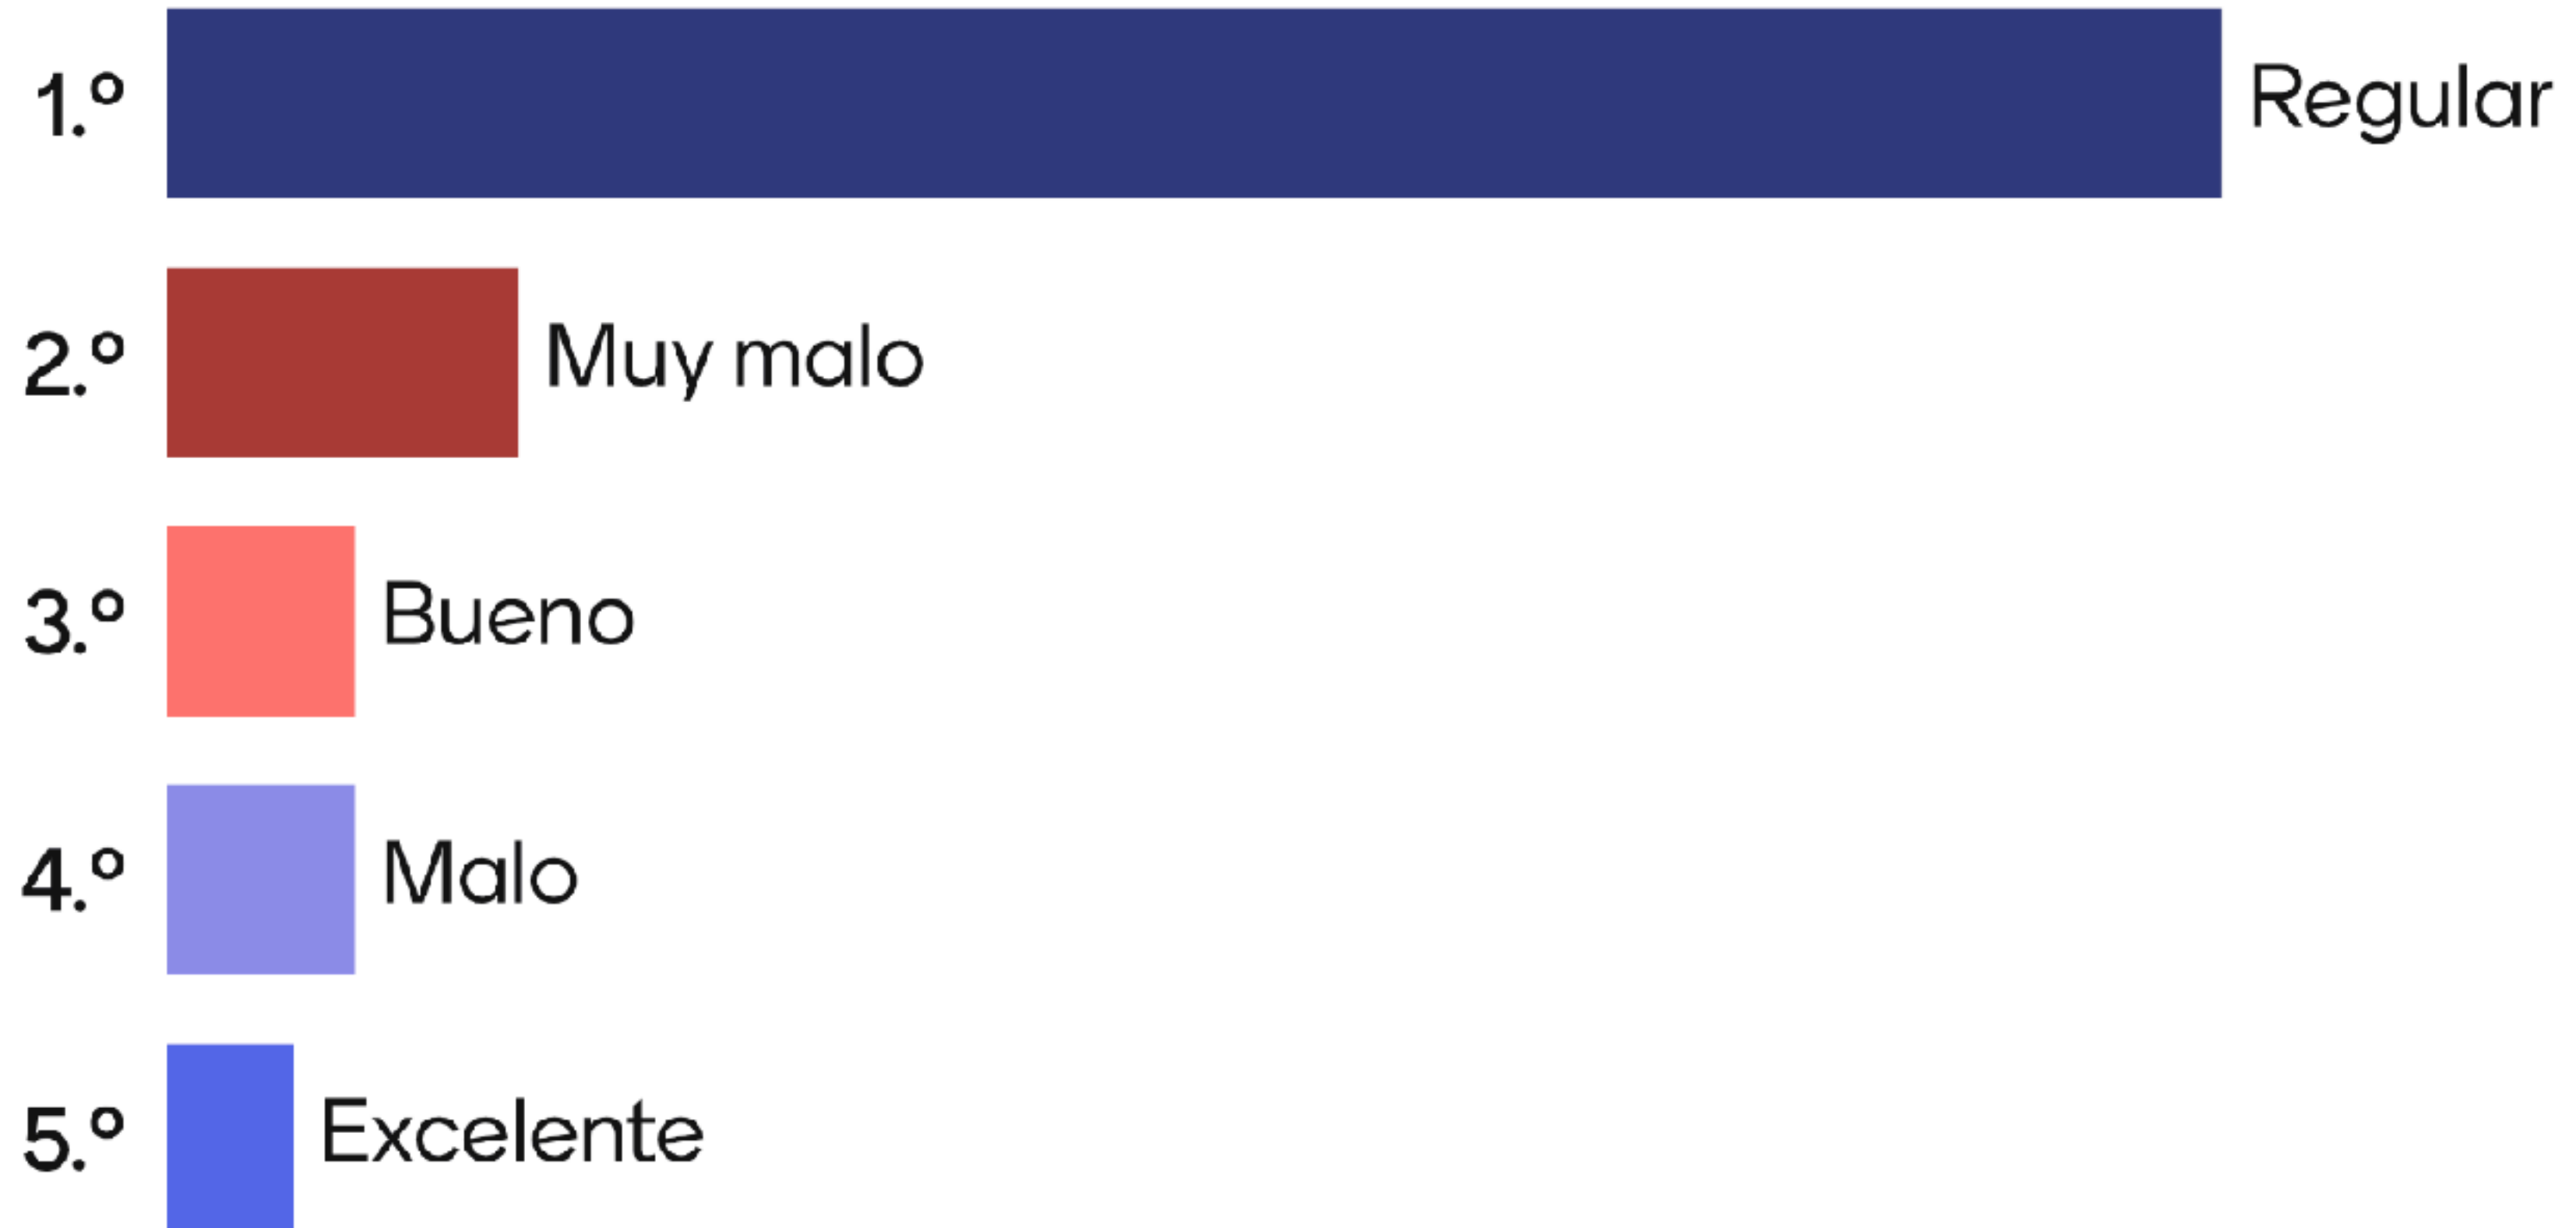 1.º Regular
2.º Muy malo
3.º Bueno
4.º Malo
5.º Excelente